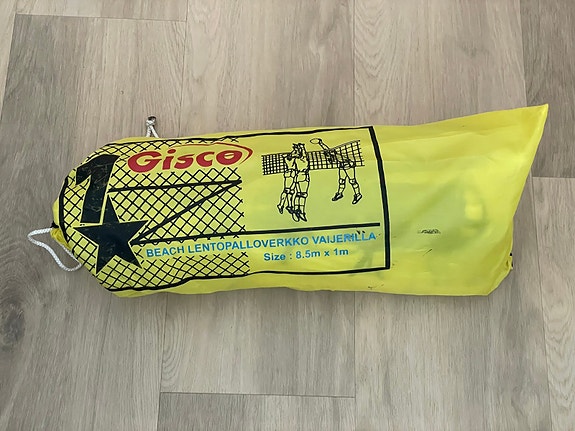 1
Gisco
BEACH LENTOPALLOVERKKO VAIJERILLA
Size : 8.5m x 1m